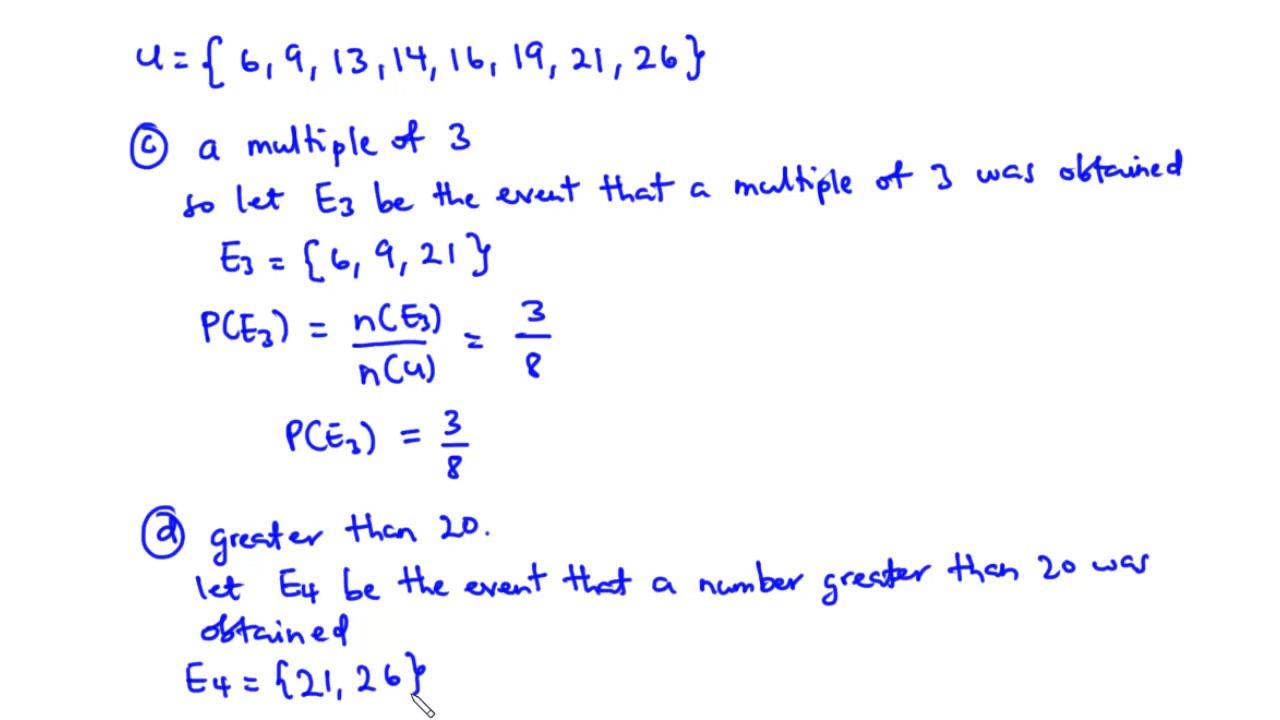 U = { 6, 9, 13, 14, 16, 19, 21, 26}
ⓒ a multiple of 3
so let E₃ be the event that a multiple of 3 was obtained
E₃ = {6, 9, 21}
P(E₃) = n(E₃)/n(U) = 3/8
P(E₃) = 3/8
ⓓ greater than 20.
let E₄ be the event that a number greater than 20 was
obtained
E₄ = {21, 26}